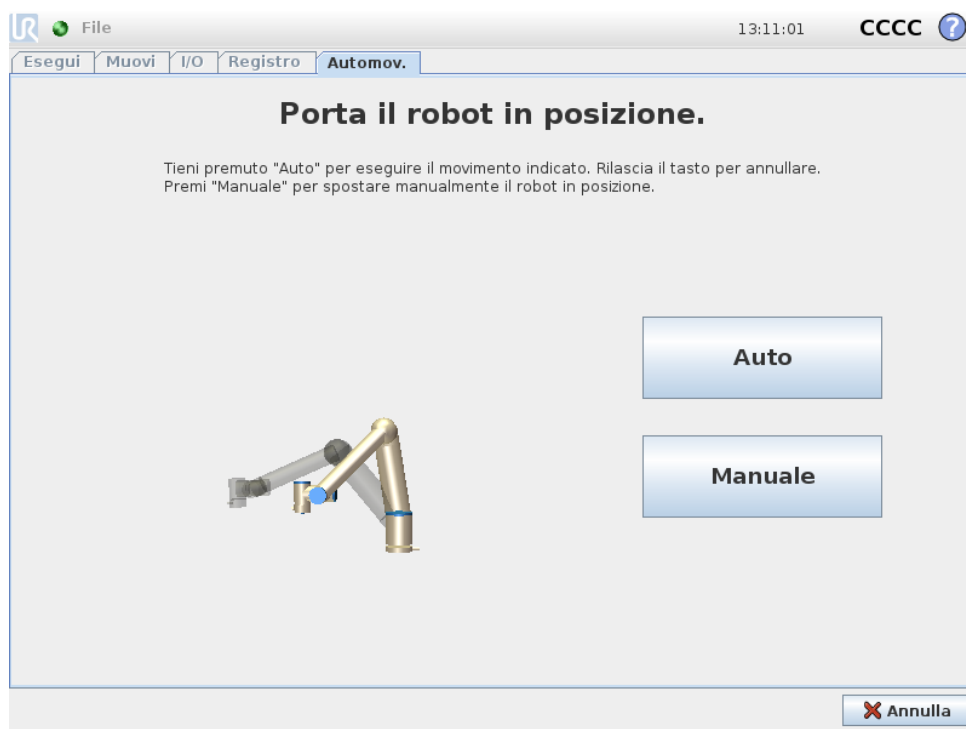 UR File 13:11:01 CCCC ?
Esegui Muovi I/O Registro Automov.
Porta il robot in posizione.
Tieni premuto "Auto" per eseguire il movimento indicato. Rilascia il tasto per annullare.
Premi "Manuale" per spostare manualmente il robot in posizione.
Auto
Manuale
Annulla